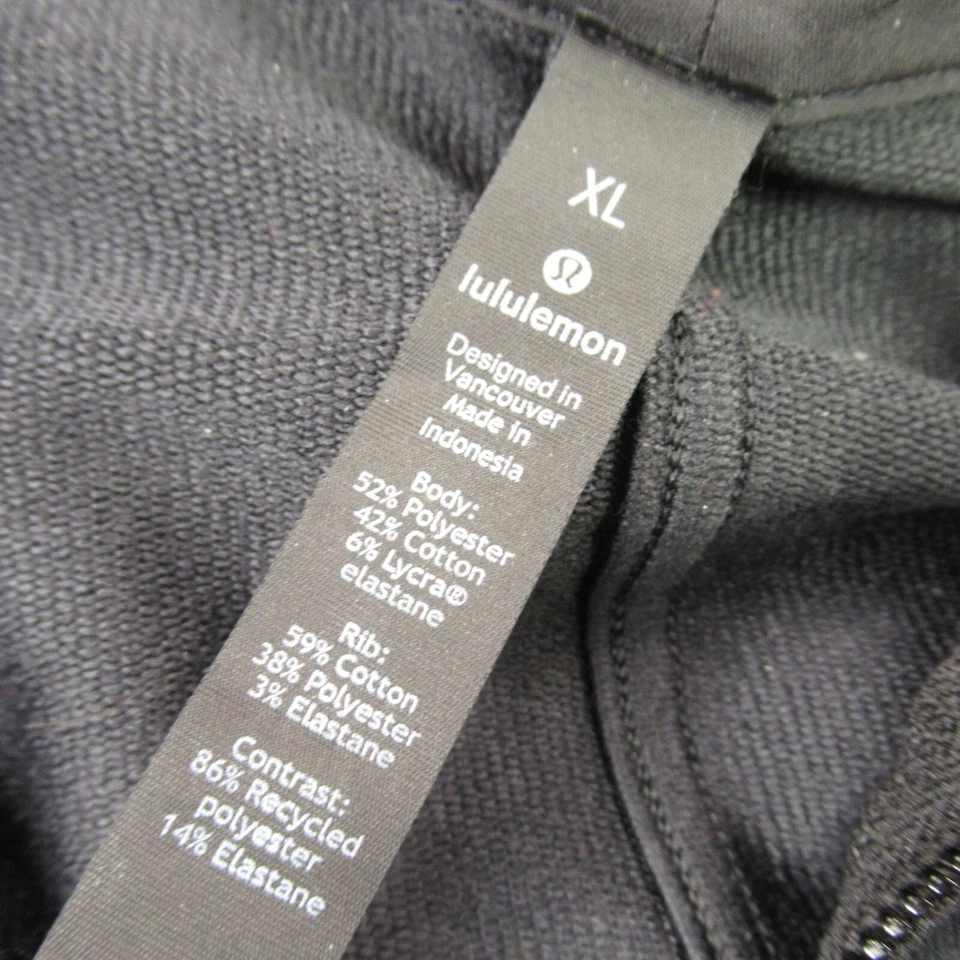 XL
lululemon
Designed in
Vancouver
Made in
Indonesia
Body:
52% Polyester
42% Cotton
6% Lycra®
elastane
Rib:
59% Cotton
38% Polyester
3% Elastane
Contrast:
86% Recycled
polyester
14% Elastane